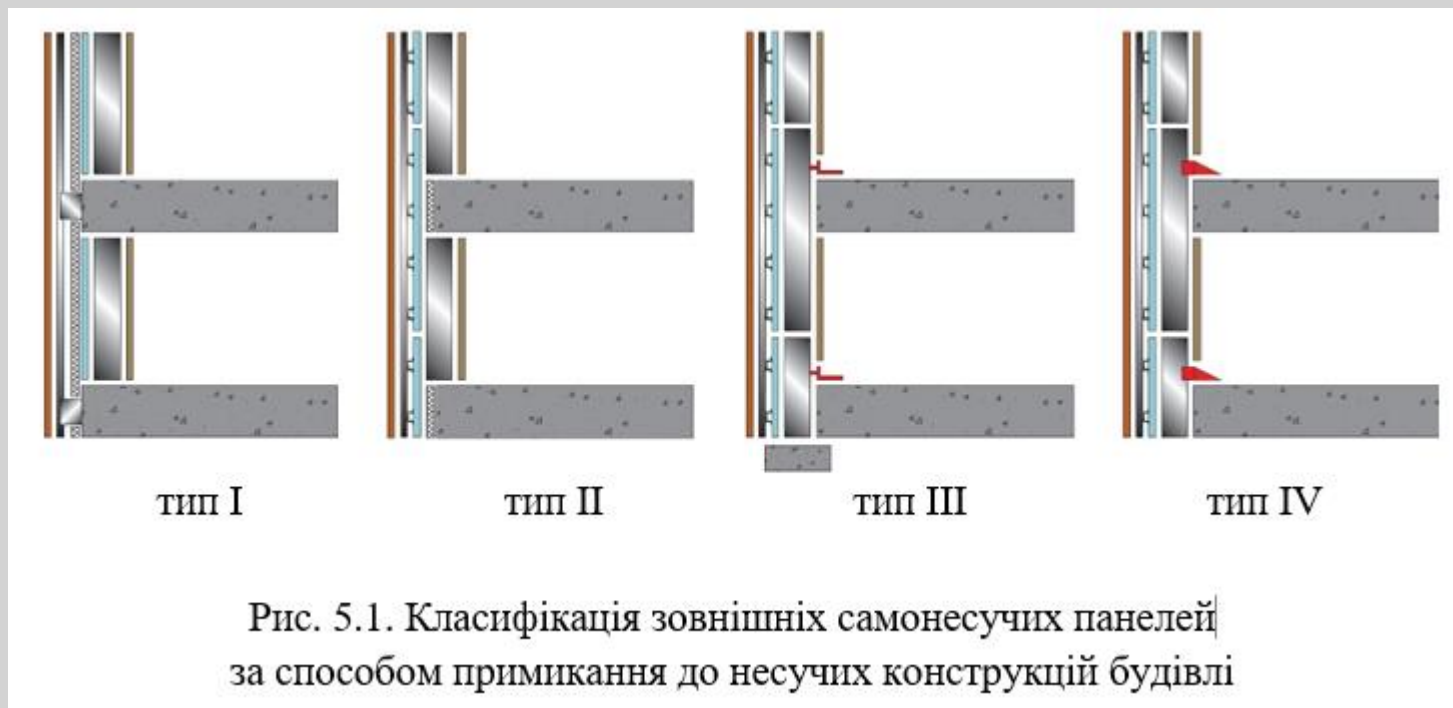 тип I
тип II
тип III
тип IV
Рис. 5.1. Класифікація зовнішніх самонесучих панелей
за способом примикання до несучих конструкцій будівлі